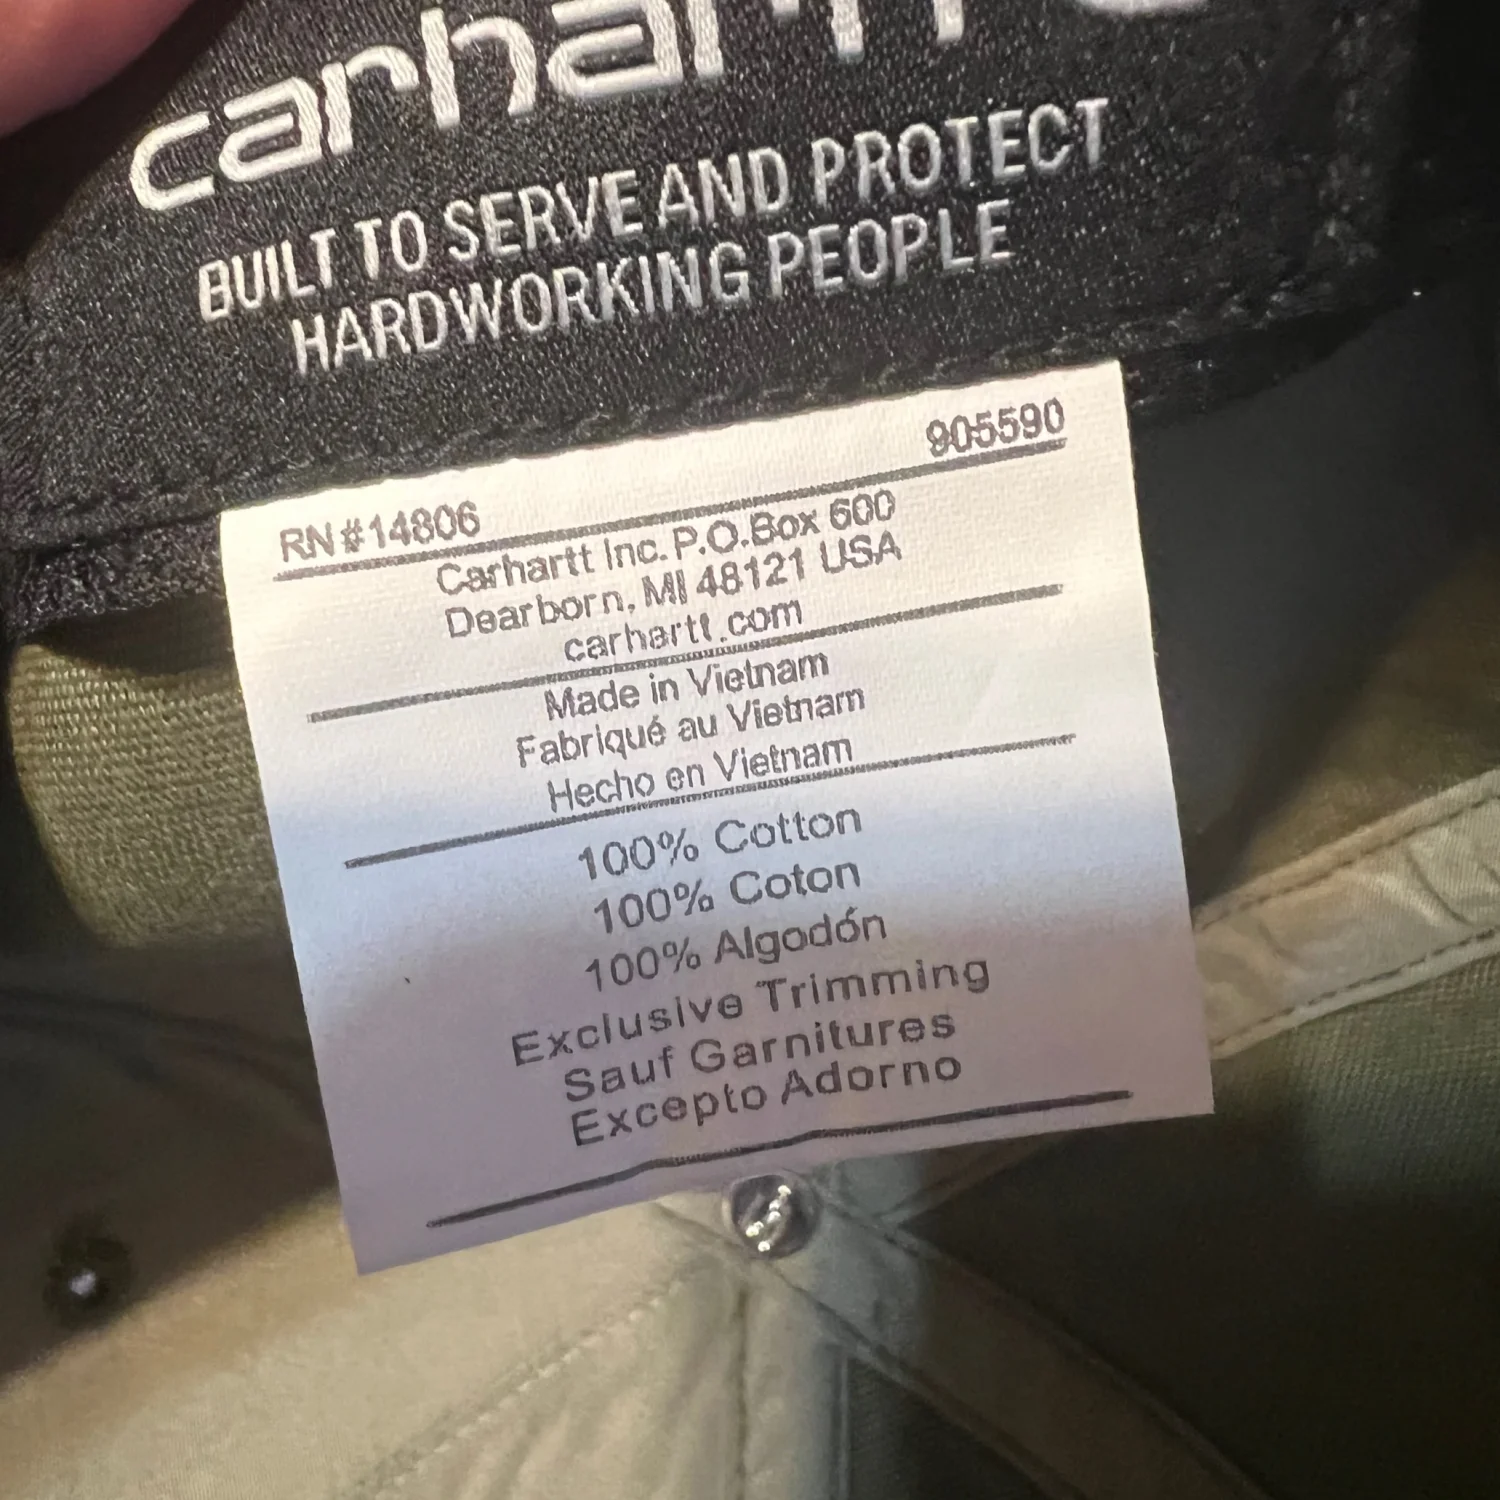 carhartt
BUILT TO SERVE AND PROTECT
HARDWORKING PEOPLE
905590
RN#14806
Carhartt Inc. P.O.Box 600
Dearborn, MI 48121 USA
carhartt.com
Made in Vietnam
Fabriqué au Vietnam
Hecho en Vietnam
100% Cotton
100% Coton
100% Algodón
Exclusive Trimming
Sauf Garnitures
Excepto Adorno